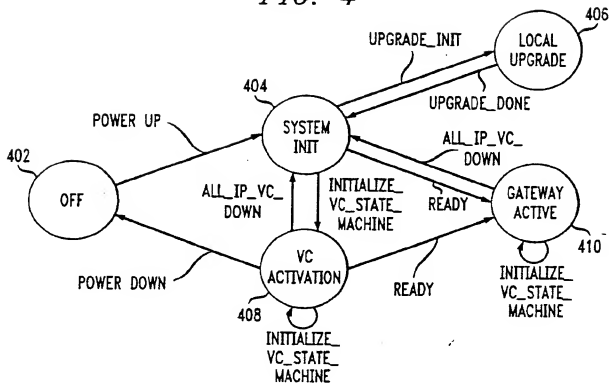 FIG. 4
406
UPGRADE_INIT
LOCAL
UPGRADE
404
UPGRADE_DONE
POWER UP
SYSTEM
INIT
ALL_IP_VC_
DOWN
402
OFF
ALL_IP_VC_
DOWN
INITIALIZE_
VC_STATE_
MACHINE
READY
GATEWAY
ACTIVE
410
POWER DOWN
VC
ACTIVATION
READY
408
INITIALIZE_
VC_STATE_
MACHINE
INITIALIZE_
VC_STATE_
MACHINE